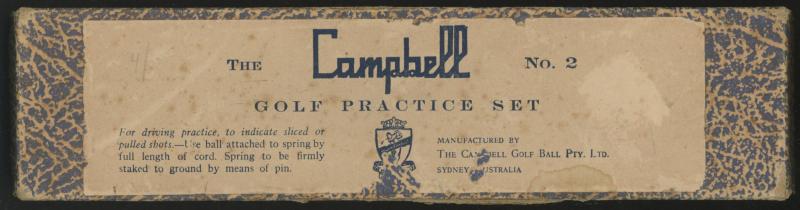 THE Campbell No. 2
GOLF PRACTICE SET
For driving practice, to indicate sliced or
pulled shots.—Use ball attached to spring by
full length of cord. Spring to be firmly
staked to ground by means of pin.
MANUFACTURED BY
THE CAMPBELL GOLF BALL PTY. LTD.
SYDNEY AUSTRALIA